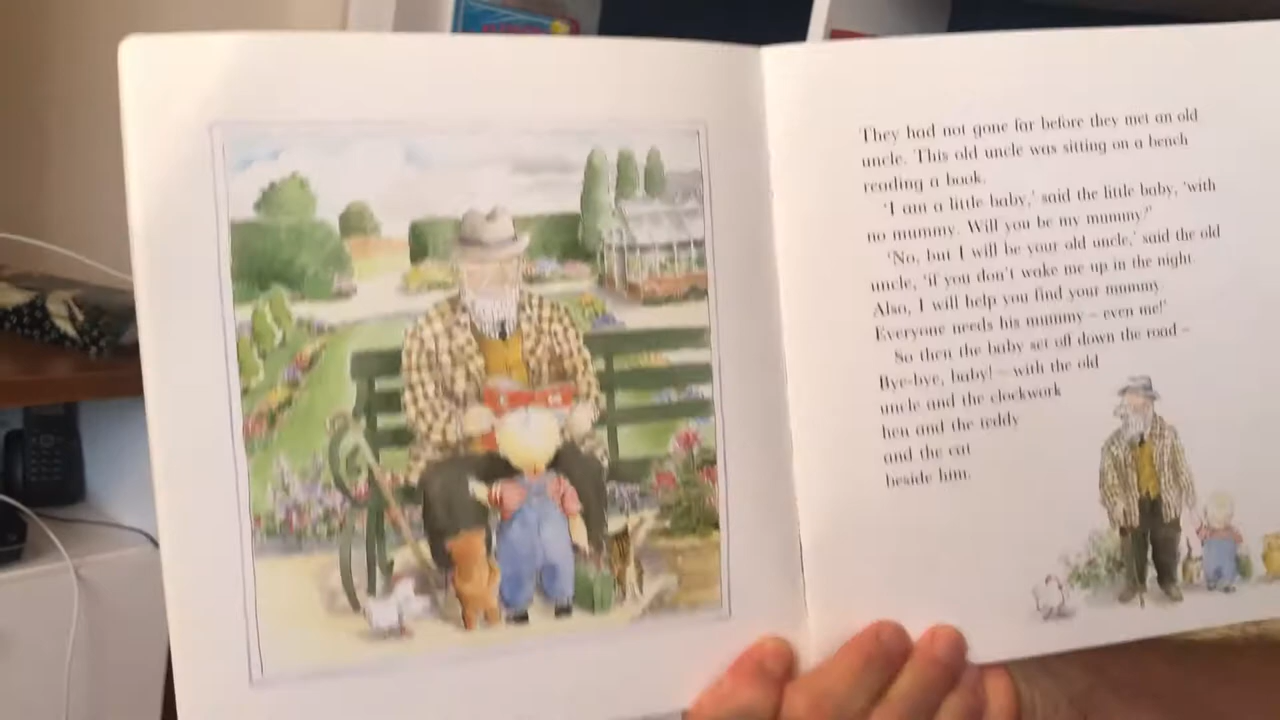 They had not gone far before they met an old
uncle. This old uncle was sitting on a bench
reading a book.
'I am a little baby,' said the little baby, 'with
no mummy. Will you be my mummy?'
'No, but I will be your old uncle,' said the old
uncle, 'if you don't wake me up in the night.
Also, I will help you find your mummy.
Everyone needs his mummy – even me!'
So then the baby set off down the road –
Bye-bye, baby! – with the old
uncle and the clockwork
hen and the teddy
and the cat
beside him.